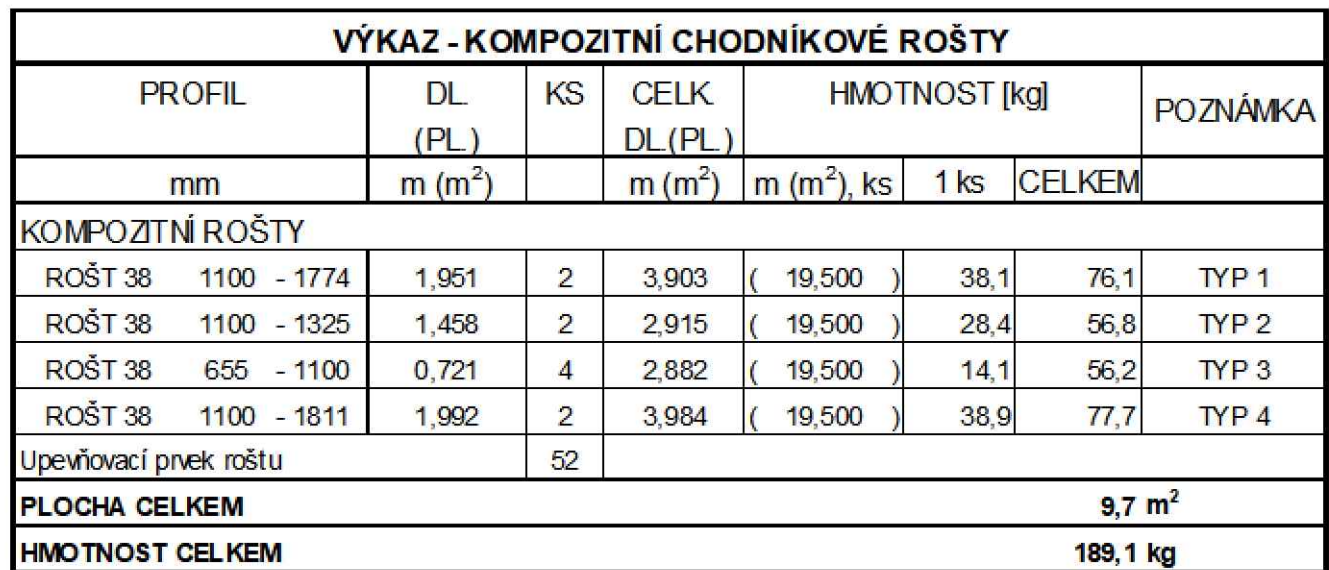 VÝKAZ - KOMPOZITNÍ CHODNÍKOVÉ ROŠTY
PROFIL DL. (PL.) KS CELK. DL.(PL.) HMOTNOST [kg] POZNÁMKA
mm m (m²) m (m²) m (m²), ks 1 ks CELKEM
KOMPOZITNÍ ROŠTY
ROŠT 38 1100 - 1774 1,951 2 3,903 ( 19,500 ) 38,1 76,1 TYP 1
ROŠT 38 1100 - 1325 1,458 2 2,915 ( 19,500 ) 28,4 56,8 TYP 2
ROŠT 38 655 - 1100 0,721 4 2,882 ( 19,500 ) 14,1 56,2 TYP 3
ROŠT 38 1100 - 1811 1,992 2 3,984 ( 19,500 ) 38,9 77,7 TYP 4
Upevňovací prvek roštu 52
PLOCHA CELKEM 9,7 m²
HMOTNOST CELKEM 189,1 kg